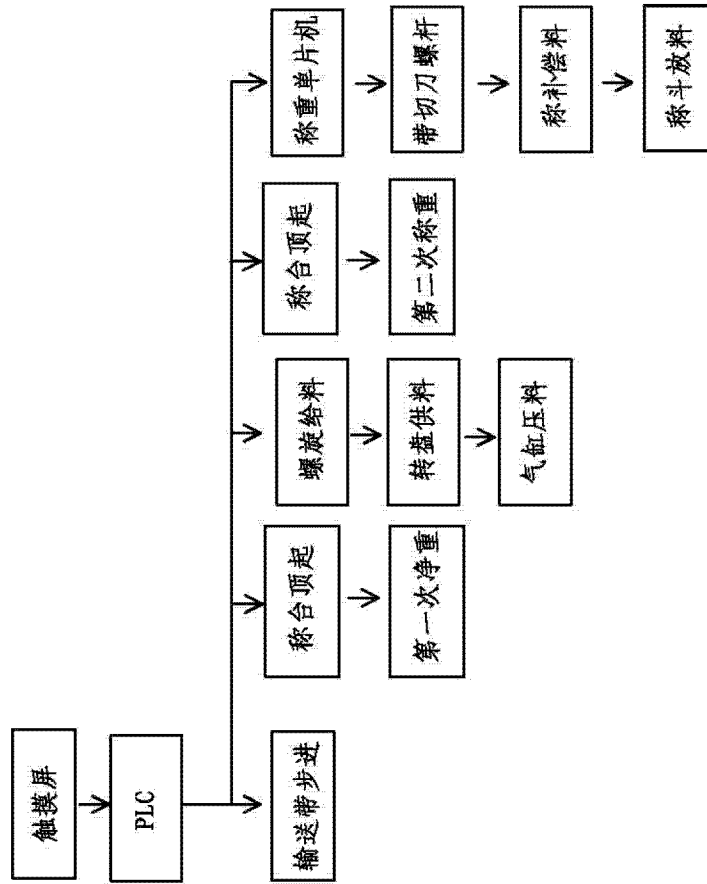 触摸屏
PLC
输送带步进
称台顶起
第一次净重
螺旋给料
转盘供料
气缸压料
称台顶起
第二次称重
称重单片机
带切刀螺杆
称补偿料
称斗放料